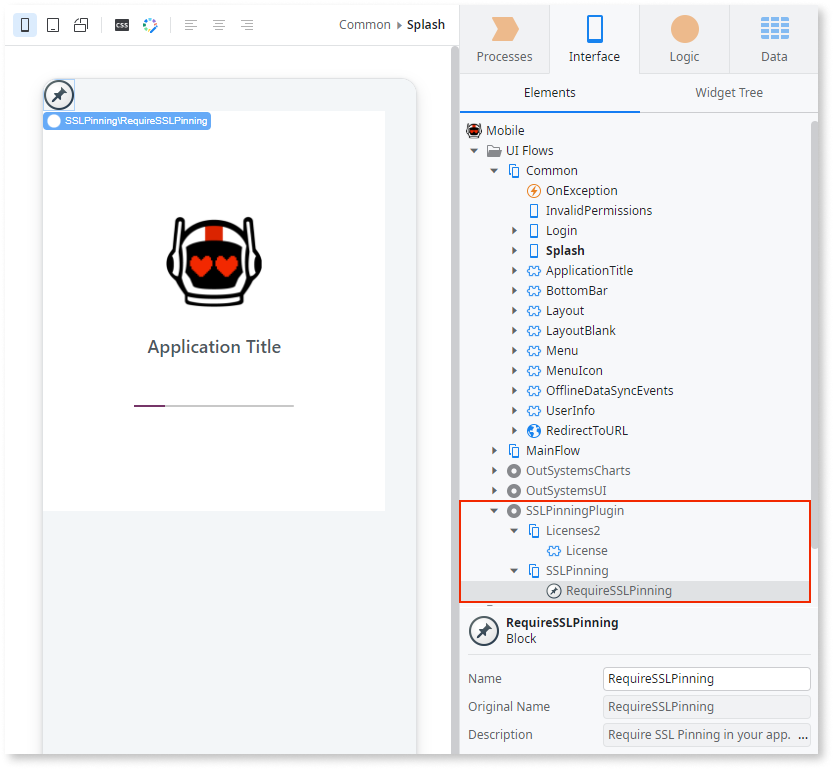 CSS
Common ▸ Splash
Processes
Interface
Logic
Data
Elements
Widget Tree
SSLPinning\RequireSSLPinning
Application Title
Mobile
UI Flows
Common
OnException
InvalidPermissions
Login
Splash
ApplicationTitle
BottomBar
Layout
LayoutBlank
Menu
MenuIcon
OfflineDataSyncEvents
UserInfo
RedirectToURL
MainFlow
OutSystemsCharts
OutSystemsUI
SSLPinningPlugin
Licenses2
License
SSLPinning
RequireSSLPinning
RequireSSLPinning
Block
Name RequireSSLPinning
Original Name RequireSSLPinning
Description Require SSL Pinning in your app. ...